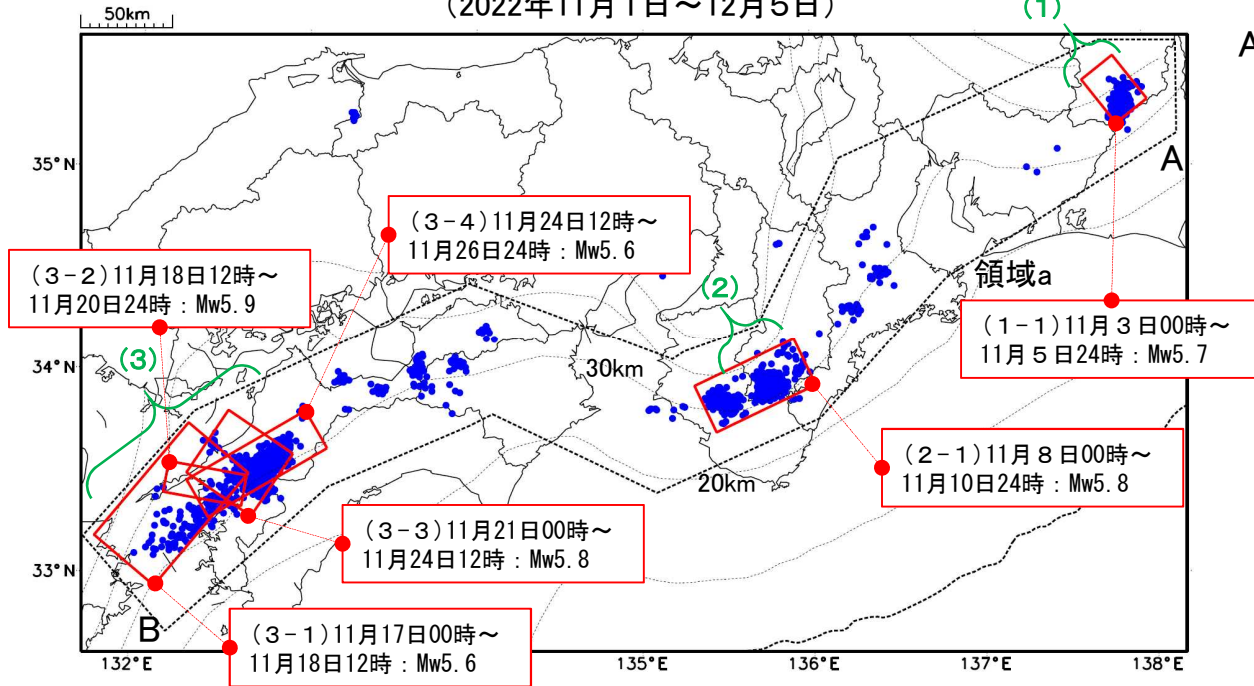 （2022年11月１日～12月５日）
50km
(1)
A
A
35°N
（３-４）11月24日12時～
11月26日24時：Mw5.6
領域a
（３-２）11月18日12時～
11月20日24時：Mw5.9
(2)
（１-１）11月３日00時～
11月５日24時：Mw5.7
(3)
34°N
30km
（２-１）11月８日00時～
11月10日24時：Mw5.8
20km
（３-３）11月21日00時～
11月24日12時：Mw5.8
33°N
B
（３-１）11月17日00時～
11月18日12時：Mw5.6
132°E
135°E
136°E
137°E
138°E